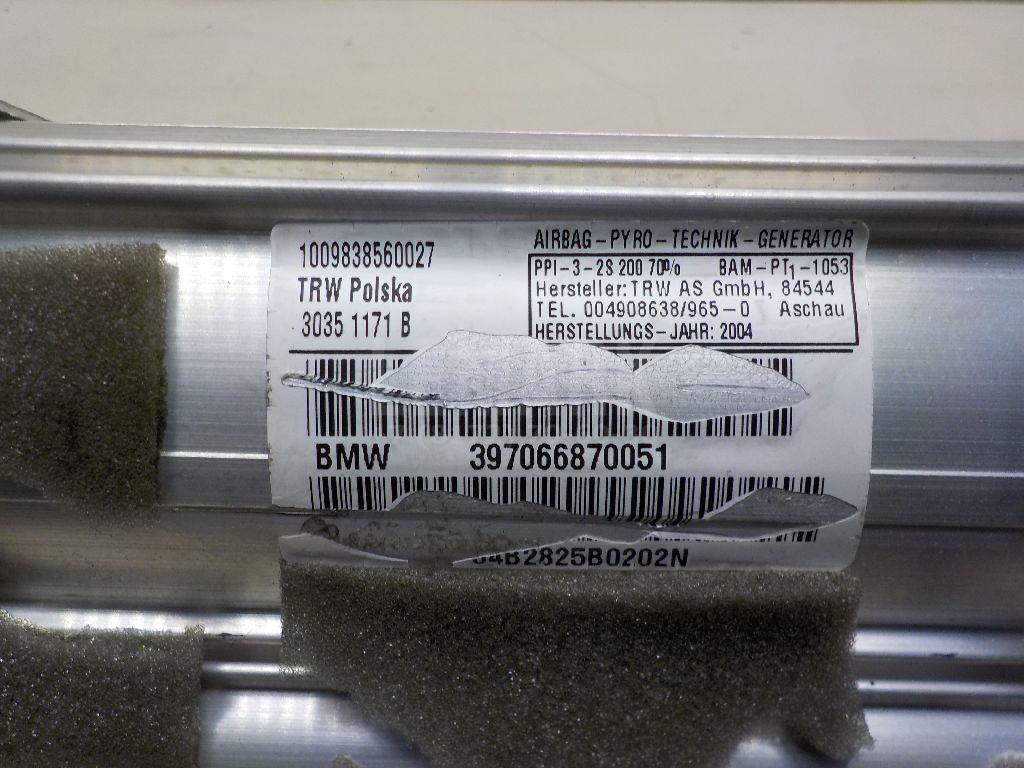 1009838560027
TRW Polska
3035 1171 B
AIRBAG-PYRO-TECHNIK-GENERATOR
PPI-3-2S 200 70% BAM-PT1-1053
Hersteller: TRW AS GmbH, 84544
TEL. 004908638/965-0 Aschau
HERSTELLUNGS-JAHR: 2004
BMW 397066870051
04B2825B0202N